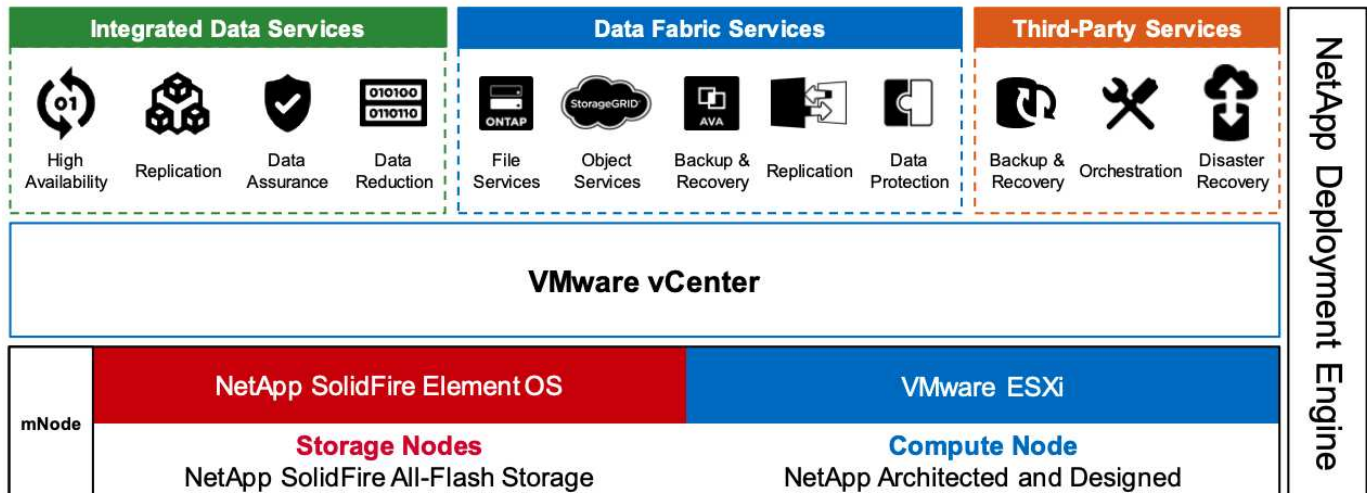 Integrated Data Services
01
High
Availability
Replication
Data
Assurance
010100
0110110
Data
Reduction
Data Fabric Services
ONTAP
File
Services
StorageGRID
Object
Services
AVA
Backup &
Recovery
Replication
Data
Protection
Third-Party Services
Backup &
Recovery
Orchestration
Disaster
Recovery
VMware vCenter
mNode
NetApp SolidFire Element OS
Storage Nodes
NetApp SolidFire All-Flash Storage
VMware ESXi
Compute Node
NetApp Architected and Designed
NetApp Deployment Engine